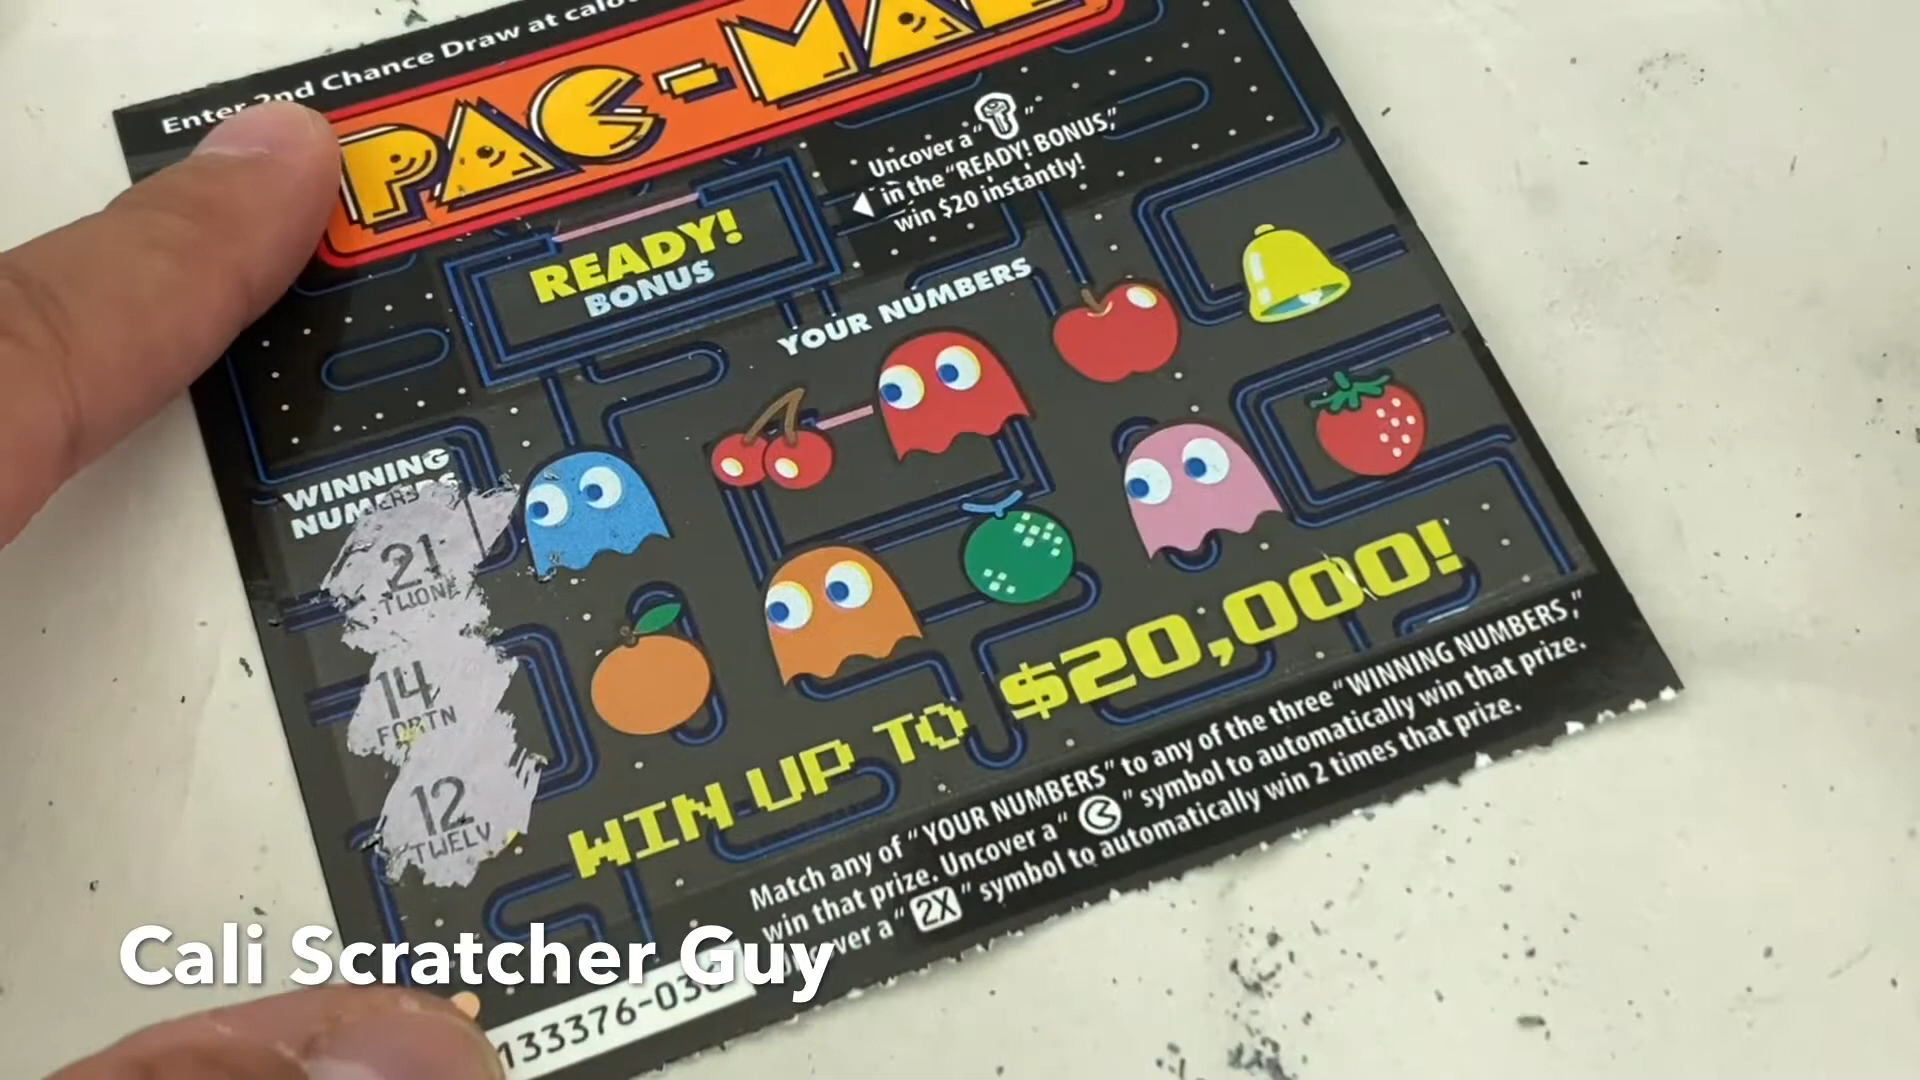 Enter 2nd Chance Draw at calo
PAC-MA
Uncover a " "
in the "READY! BONUS,"
win $20 instantly!
READY!
BONUS
YOUR NUMBERS
WINNING
NUMBERS
21
TWONE
14
FORTN
12
TWELV
WIN UP TO $20,000!
Match any of "YOUR NUMBERS" to any of the three "WINNING NUMBERS,"
win that prize. Uncover a " " symbol to automatically win that prize.
Uncover a " 2X " symbol to automatically win 2 times that prize.
133376-03
Cali Scratcher Guy